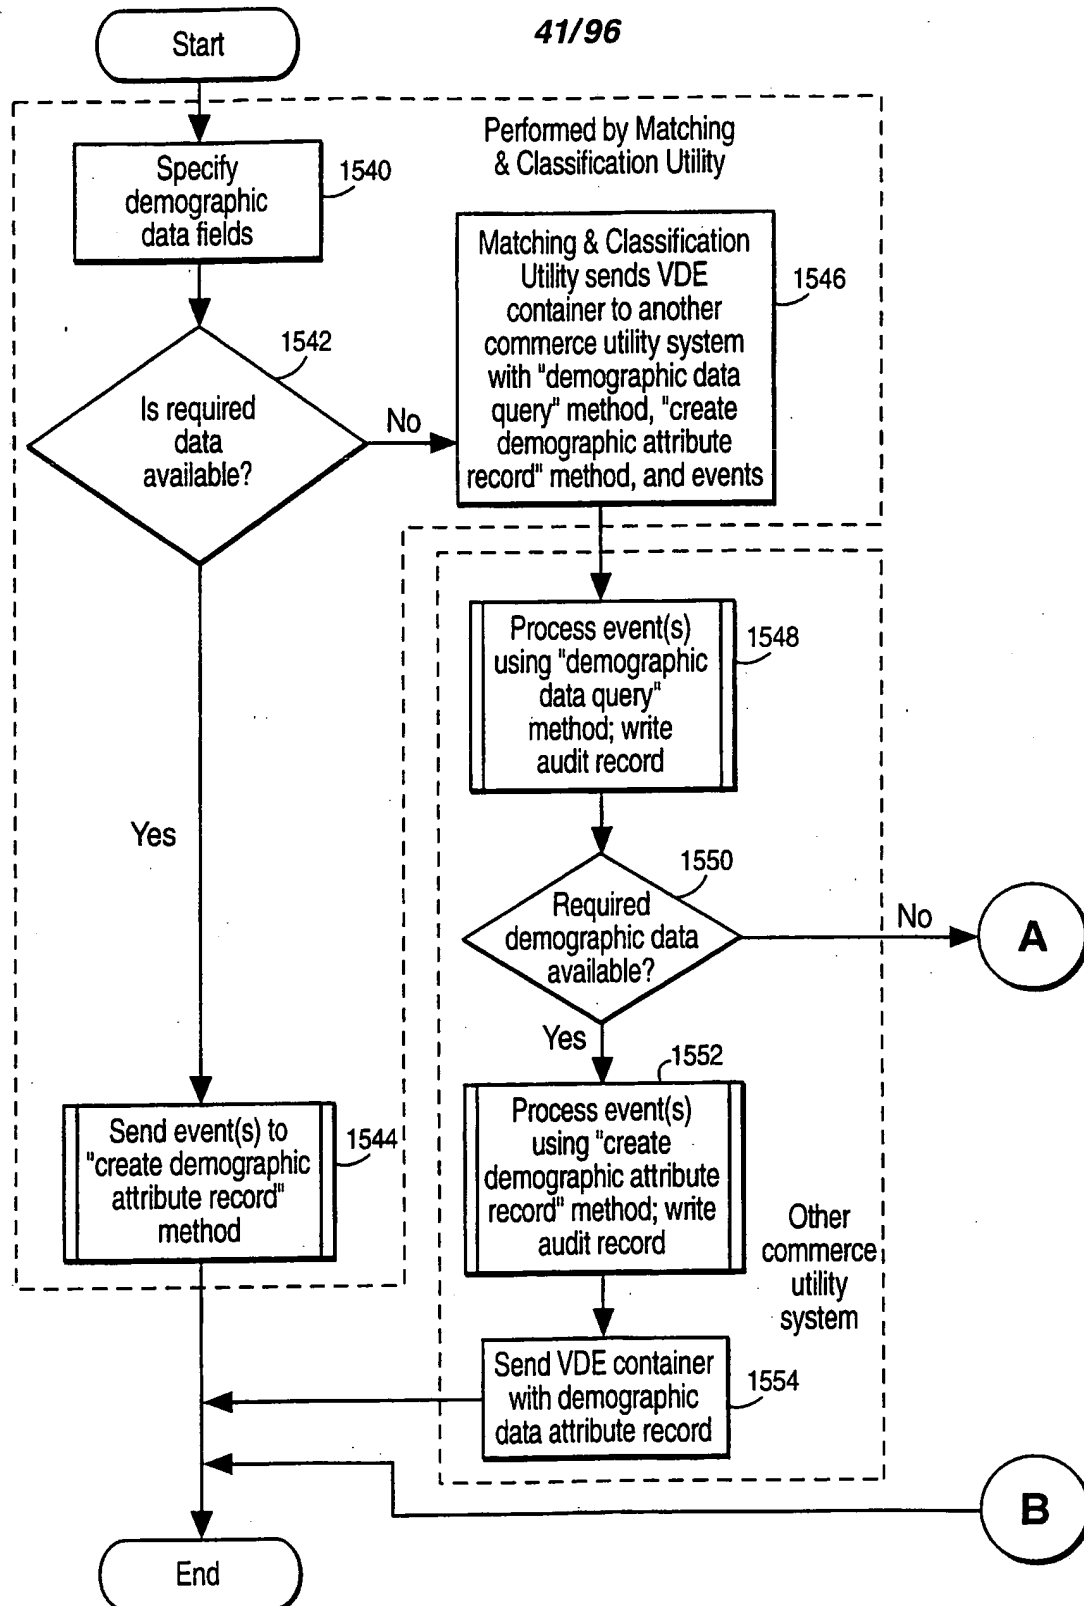 41/96
Start
Performed by Matching
& Classification Utility
Specify
demographic
data fields
1540
Matching & Classification
Utility sends VDE
container to another
commerce utility system
with "demographic data
query" method, "create
demographic attribute
record" method, and events
1546
1542
Is required
data
available?
No
Yes
Process event(s)
using "demographic
data query"
method; write
audit record
1548
1550
Required
demographic data
available?
No
A
Yes
1552
Process event(s)
using "create
demographic attribute
record" method; write
audit record
Send event(s) to
"create demographic
attribute record"
method
1544
Other
commerce
utility
system
Send VDE container
with demographic
data attribute record
1554
B
End